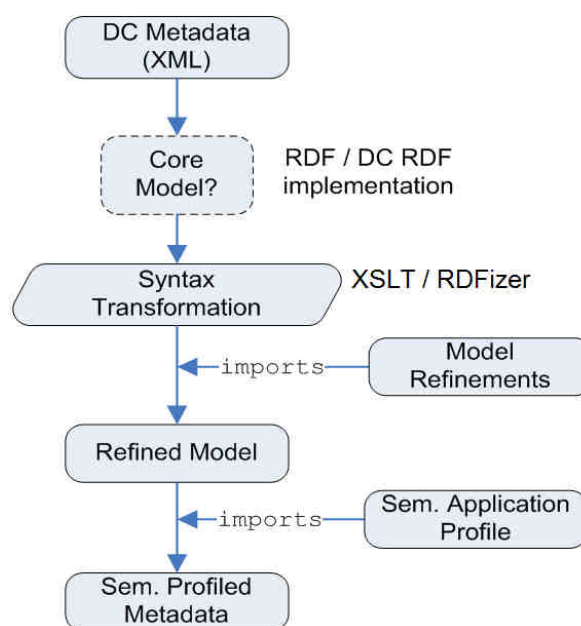 DC Metadata
(XML)
Core
Model?
RDF / DC RDF
implementation
Syntax
Transformation
XSLT / RDFizer
imports
Model
Refinements
Refined Model
imports
Sem. Application
Profile
Sem. Profiled
Metadata